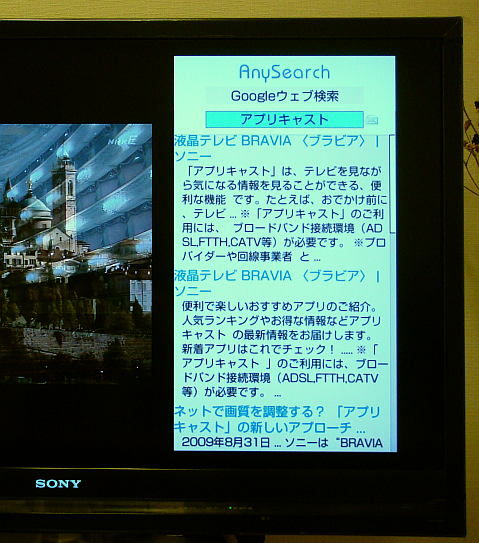 AnySearch
Googleウェブ検索
アプリキャスト
NHKE
液晶テレビ BRAVIA 〈ブラビア〉 |
ソニー
「アプリキャスト」は、テレビを見なが
ら気になる情報を見ることができる、便
利な機能 です。たとえば、おでかけ前に
、テレビ ... ※「アプリキャスト」のご利
用には、 ブロードバンド接続環境（AD
SL,FTTH,CATV等）が必要です。 ※プロ
バイダーや回線事業者 と ...
液晶テレビ BRAVIA 〈ブラビア〉 |
ソニー
便利で楽しいおすすめアプリのご紹介。
人気ランキングやお得な情報などアプリ
キャスト の最新情報をお届けします。
新着アプリはこれでチェック！ ..... ※「
アプリキャスト 」のご利用には、ブロー
ドバンド接続環境（ADSL,FTTH,CATV
等）が必要です。 ...
ネットで画質を調整する？ 「アプリ
キャスト」の新しいアプローチ ...
2009年8月31日 ... ソニーは“BRAVIA
SONY